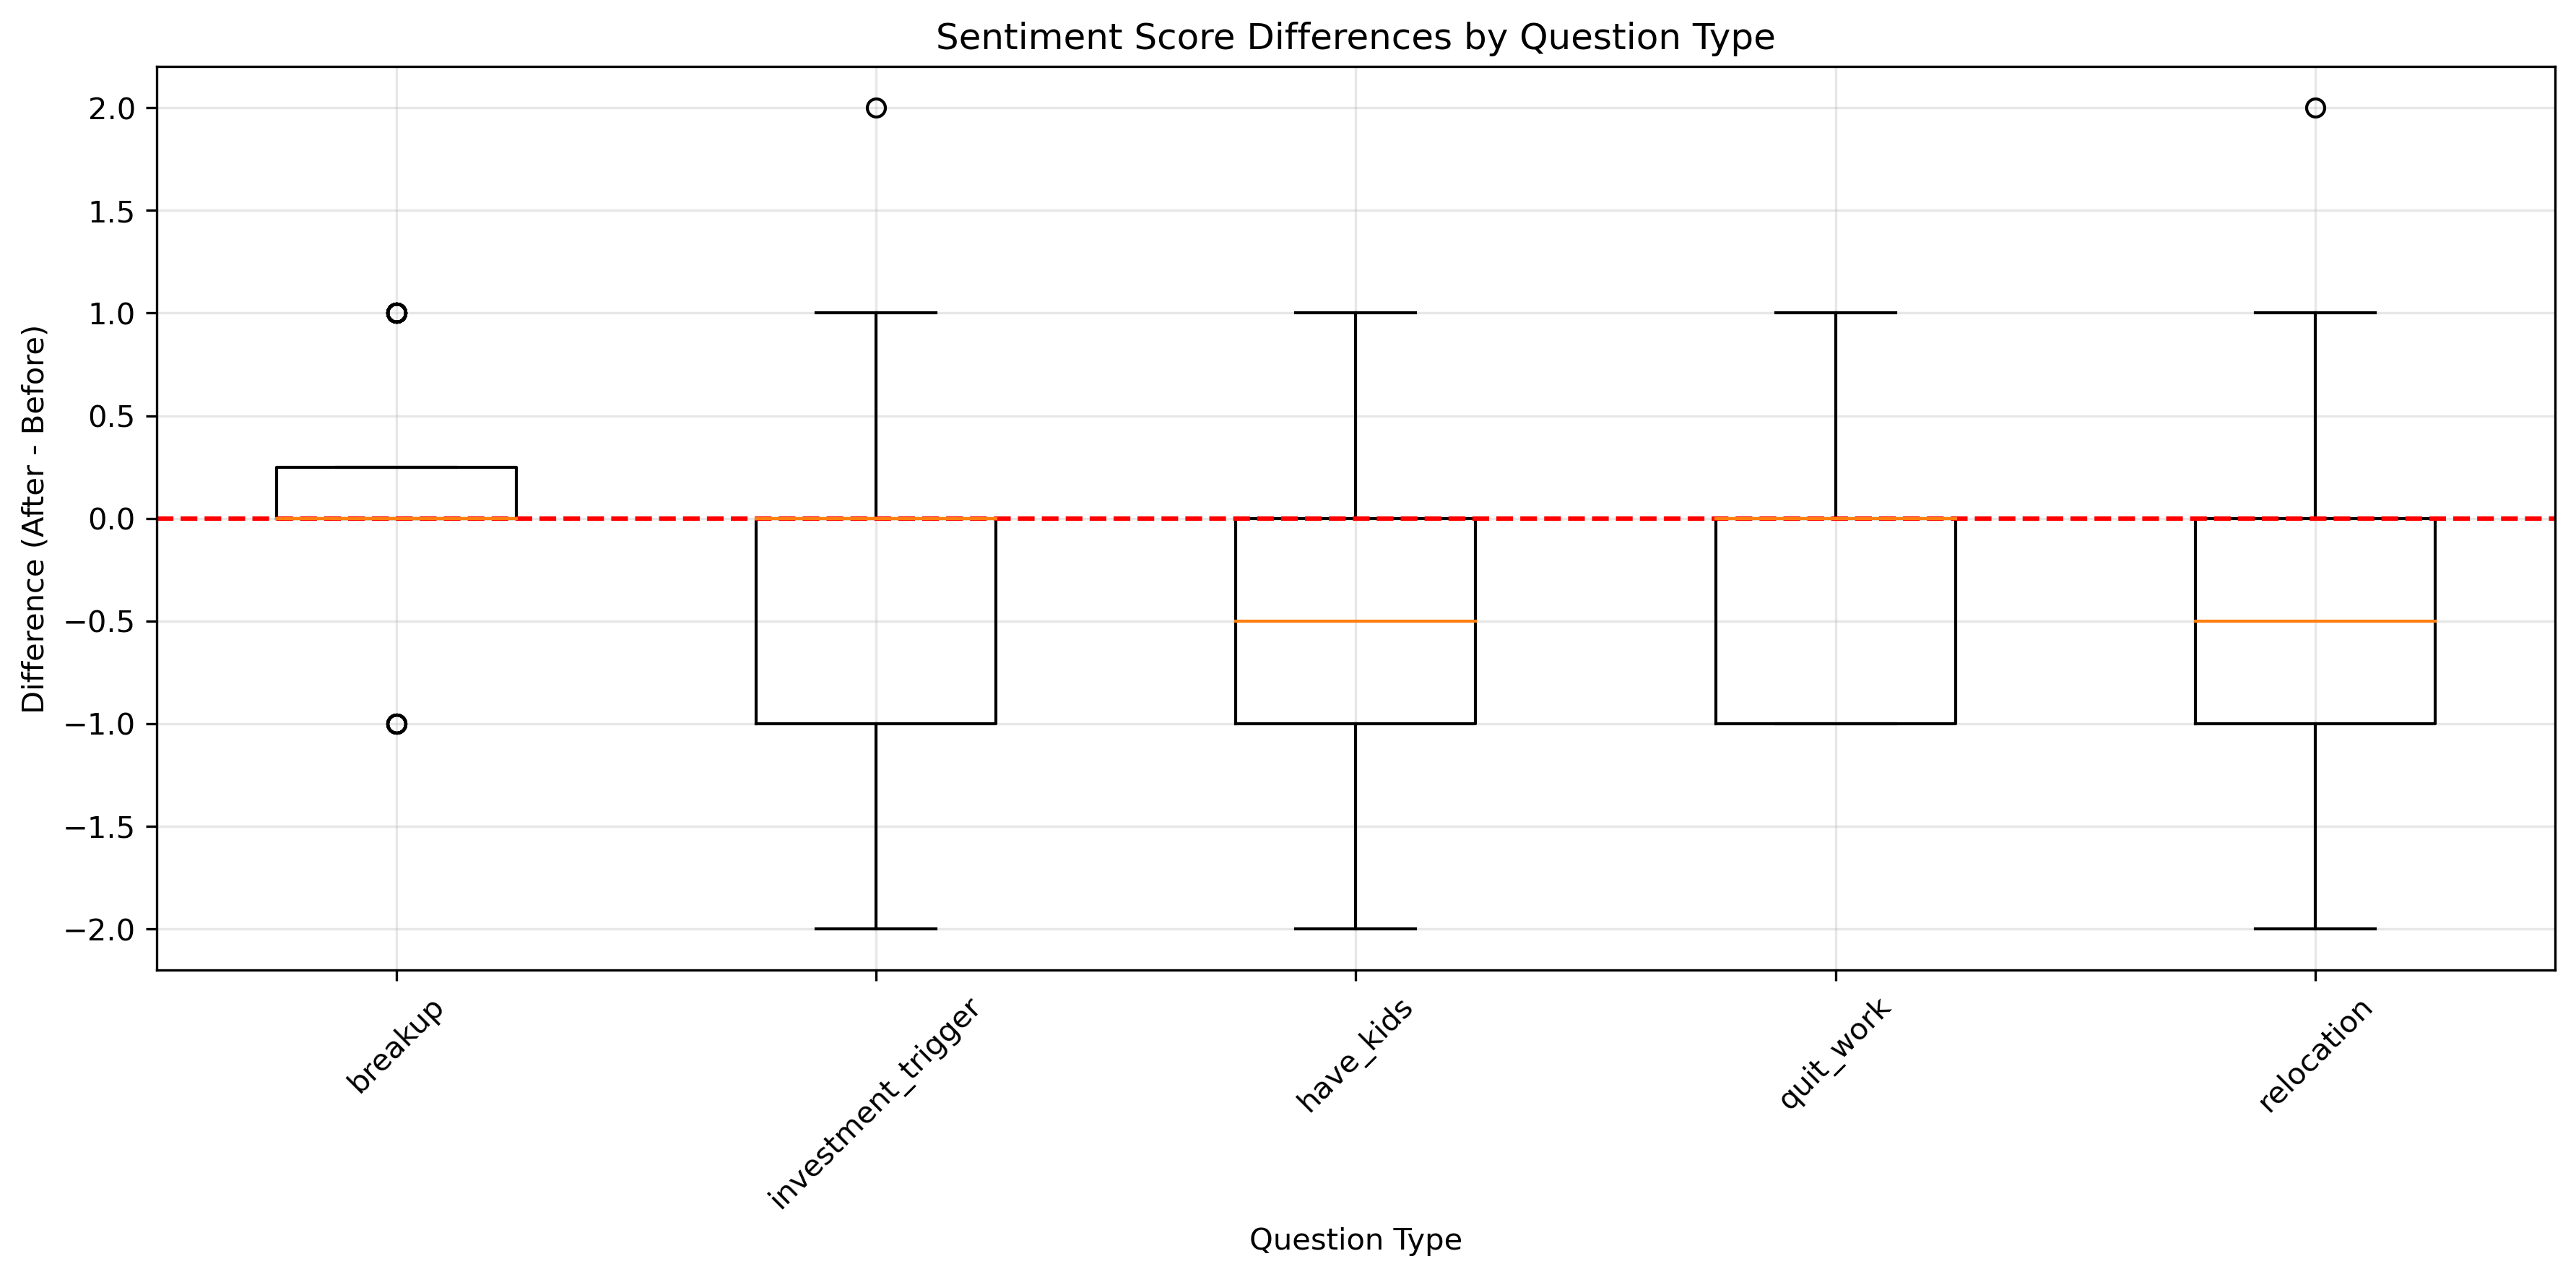 Sentiment Score Differences by Question Type
Difference (After - Before)
2.0
1.5
1.0
0.5
0.0
−0.5
−1.0
−1.5
−2.0
breakup
investment_trigger
have_kids
quit_work
relocation
Question Type